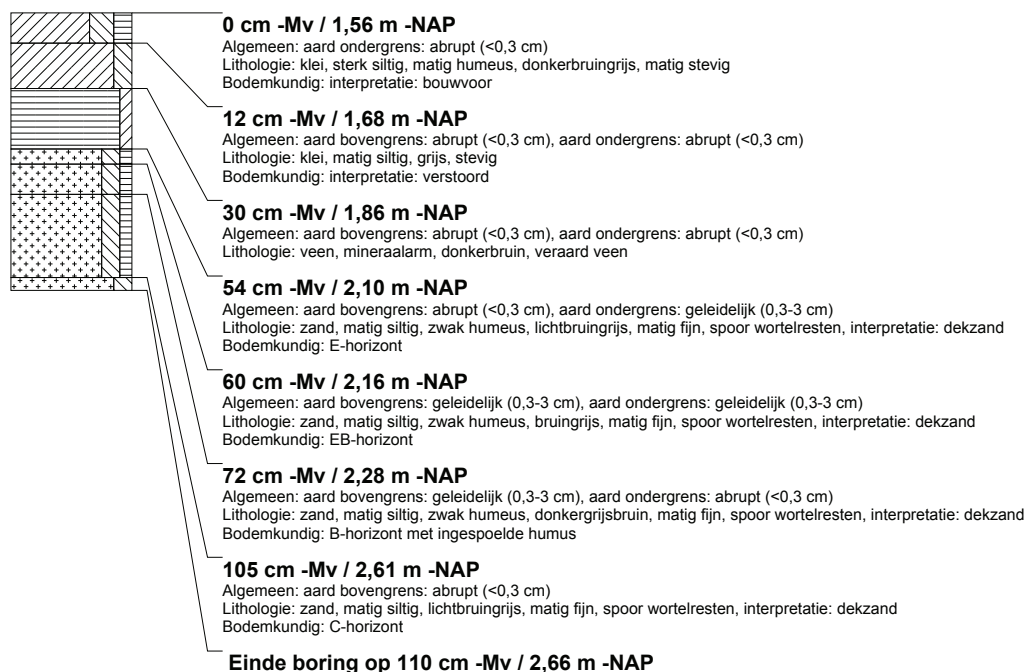 0 cm -Mv / 1,56 m -NAP
Algemeen: aard ondergrens: abrupt (<0,3 cm)
Lithologie: klei, sterk siltig, matig humeus, donkerbruingrijs, matig stevig
Bodemkundig: interpretatie: bouwvoor
12 cm -Mv / 1,68 m -NAP
Algemeen: aard bovengrens: abrupt (<0,3 cm), aard ondergrens: abrupt (<0,3 cm)
Lithologie: klei, matig siltig, grijs, stevig
Bodemkundig: interpretatie: verstoord
30 cm -Mv / 1,86 m -NAP
Algemeen: aard bovengrens: abrupt (<0,3 cm), aard ondergrens: abrupt (<0,3 cm)
Lithologie: veen, mineraalarm, donkerbruin, veraard veen
54 cm -Mv / 2,10 m -NAP
Algemeen: aard bovengrens: abrupt (<0,3 cm), aard ondergrens: geleidelijk (0,3-3 cm)
Lithologie: zand, matig siltig, zwak humeus, lichtbruingrijs, matig fijn, spoor wortelresten, interpretatie: dekzand
Bodemkundig: E-horizont
60 cm -Mv / 2,16 m -NAP
Algemeen: aard bovengrens: geleidelijk (0,3-3 cm), aard ondergrens: geleidelijk (0,3-3 cm)
Lithologie: zand, matig siltig, zwak humeus, bruingrijs, matig fijn, spoor wortelresten, interpretatie: dekzand
Bodemkundig: EB-horizont
72 cm -Mv / 2,28 m -NAP
Algemeen: aard bovengrens: geleidelijk (0,3-3 cm), aard ondergrens: abrupt (<0,3 cm)
Lithologie: zand, matig siltig, zwak humeus, donkergrijsbruin, matig fijn, spoor wortelresten, interpretatie: dekzand
Bodemkundig: B-horizont met ingespoelde humus
105 cm -Mv / 2,61 m -NAP
Algemeen: aard bovengrens: abrupt (<0,3 cm)
Lithologie: zand, matig siltig, lichtbruingrijs, matig fijn, spoor wortelresten, interpretatie: dekzand
Bodemkundig: C-horizont
Einde boring op 110 cm -Mv / 2,66 m -NAP